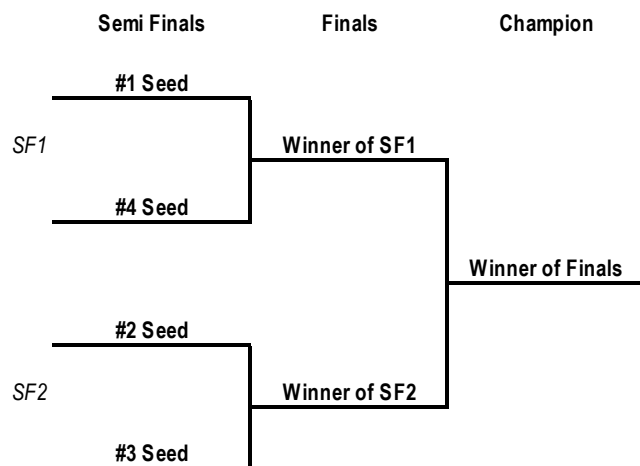 Semi Finals Finals Champion
#1 Seed
SF1 Winner of SF1
#4 Seed
Winner of Finals
#2 Seed
SF2 Winner of SF2
#3 Seed